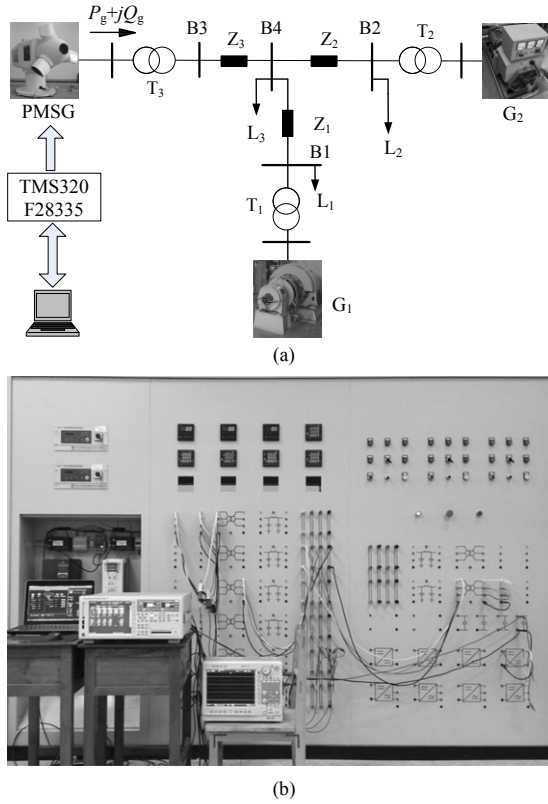 Pg+jQg
B3
Z3
B4
Z2
B2
T2
T3
PMSG
L3
Z1
L2
G2
B1
TMS320
F28335
T1
L1
G1
(a)
(b)